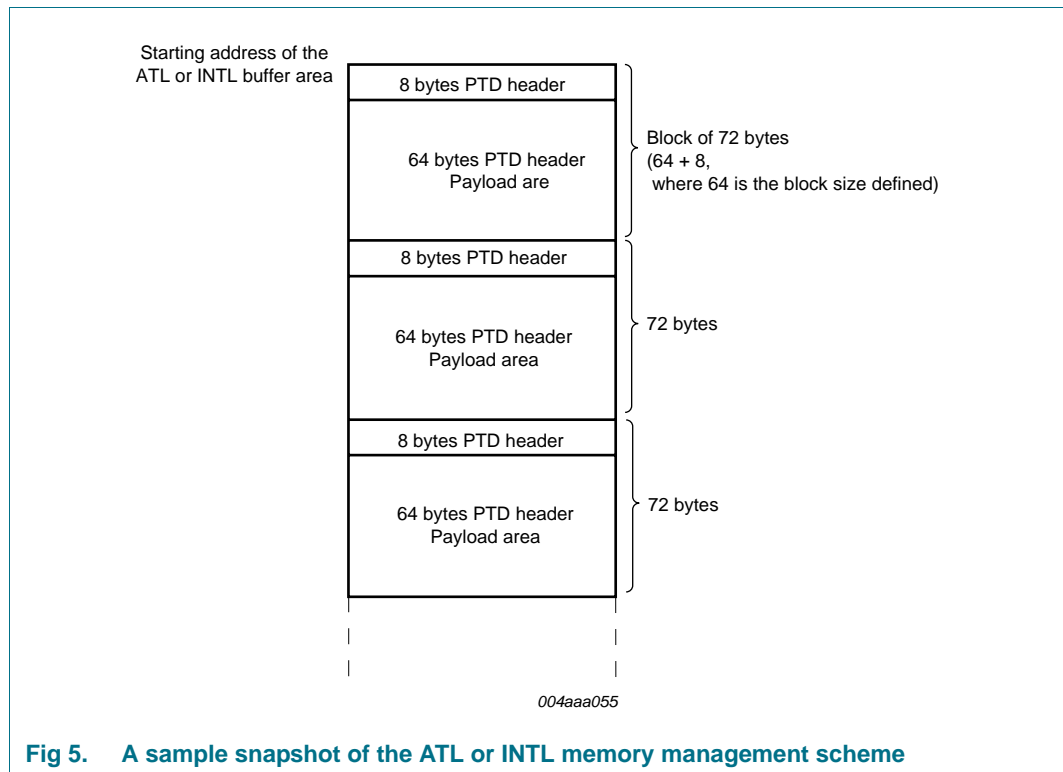 Starting address of the
ATL or INTL buffer area
8 bytes PTD header
64 bytes PTD header
Payload are
Block of 72 bytes
(64 + 8,
where 64 is the block size defined)
8 bytes PTD header
64 bytes PTD header
Payload area
72 bytes
8 bytes PTD header
64 bytes PTD header
Payload area
72 bytes
004aaa055
Fig 5. A sample snapshot of the ATL or INTL memory management scheme